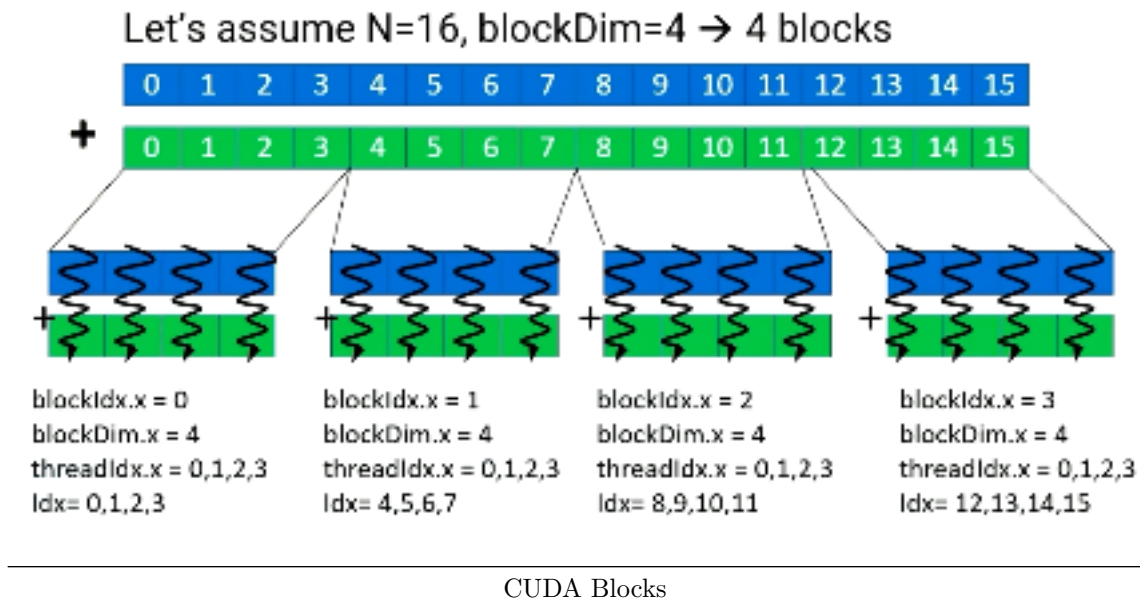 Let's assume N=16, blockDim=4 → 4 blocks
0 1 2 3 4 5 6 7 8 9 10 11 12 13 14 15
+
0 1 2 3 4 5 6 7 8 9 10 11 12 13 14 15
+ + + +
blockIdx.x = 0
blockDim.x = 4
threadIdx.x = 0,1,2,3
Idx= 0,1,2,3
blockIdx.x = 1
blockDim.x = 4
threadIdx.x = 0,1,2,3
Idx= 4,5,6,7
blockIdx.x = 2
blockDim.x = 4
threadIdx.x = 0,1,2,3
Idx= 8,9,10,11
blockIdx.x = 3
blockDim.x = 4
threadIdx.x = 0,1,2,3
Idx= 12,13,14,15
CUDA Blocks